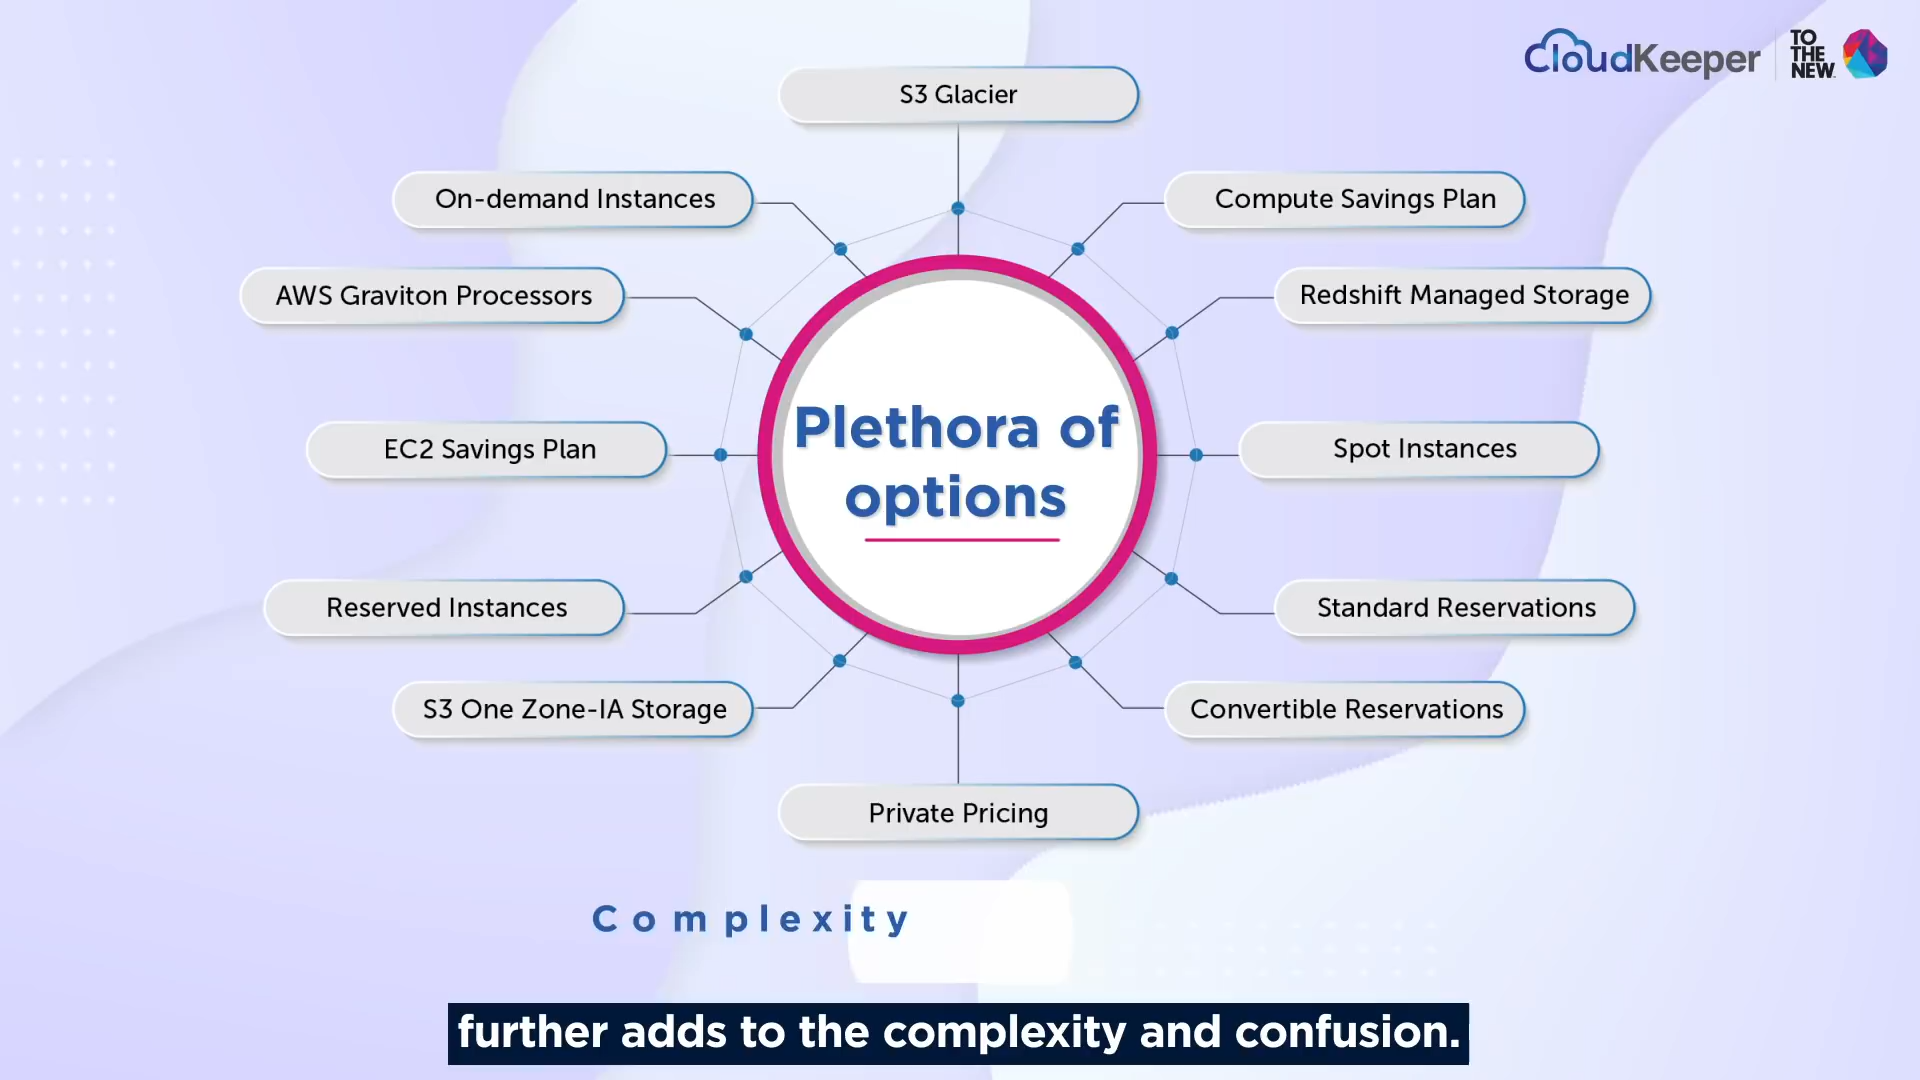 CloudKeeper
TO
THE
NEW
S3 Glacier
On-demand Instances
Compute Savings Plan
AWS Graviton Processors
Redshift Managed Storage
Plethora of
options
EC2 Savings Plan
Spot Instances
Reserved Instances
Standard Reservations
S3 One Zone-IA Storage
Convertible Reservations
Private Pricing
Complexity
further adds to the complexity and confusion.